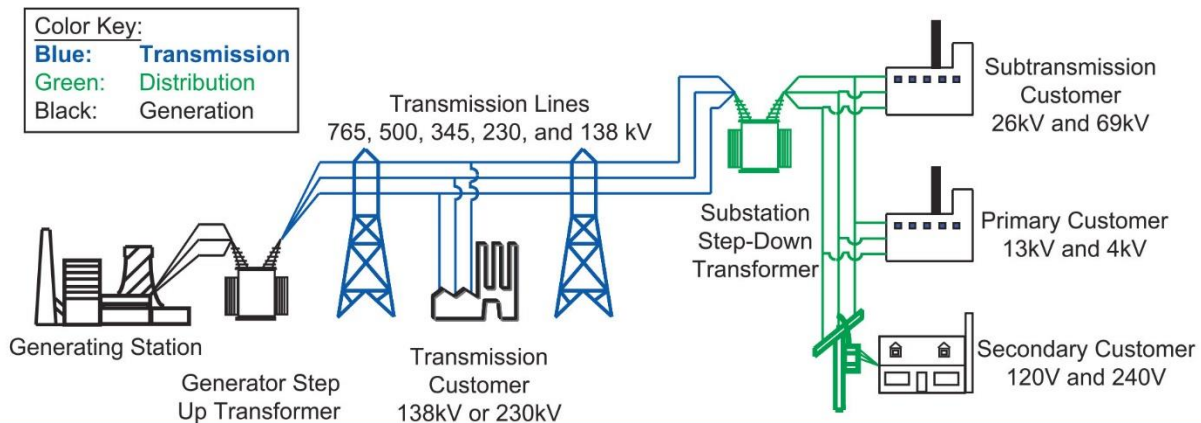 Color Key:
Blue: Transmission
Green: Distribution
Black: Generation
Transmission Lines
765, 500, 345, 230, and 138 kV
Generating Station
Generator Step
Up Transformer
Transmission
Customer
138kV or 230kV
Substation
Step-Down
Transformer
Subtransmission
Customer
26kV and 69kV
Primary Customer
13kV and 4kV
Secondary Customer
120V and 240V